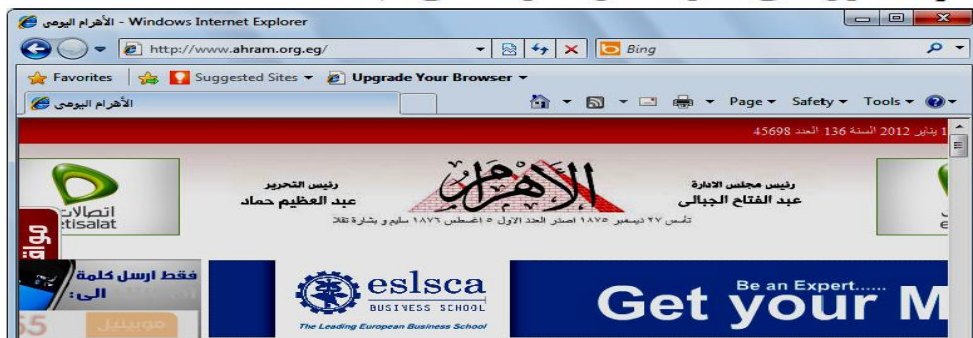 الأهرام اليومى - Windows Internet Explorer
http://www.ahram.org.eg/
Bing
Favorites
Suggested Sites
Upgrade Your Browser
الأهرام اليومى
Page
Safety
Tools
1 يناير 2012 السنة 136 العدد 45698
اتصالات
etisalat
رئيس التحرير
عبد العظيم حماد
الأهرام
رئيس مجلس الادارة
عبد الفتاح الجبالى
تأسس ٢٧ ديسمبر ١٨٧٥ اصدر العدد الاول ٥ اغسطس ١٨٧٦ سليم و بشارة تقلا
فقط ارسل كلمة
الى:
55
موبينيل
eslsca
BUSINESS SCHOOL
The Leading European Business School
Be an Expert......
Get your M